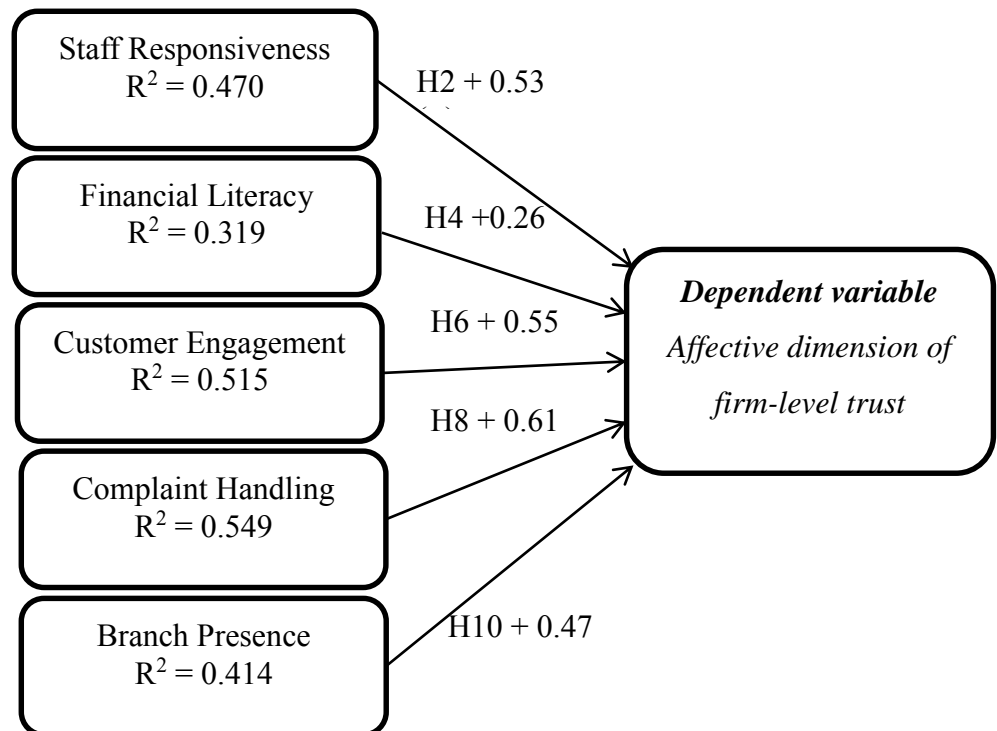 Staff Responsiveness
R² = 0.470
H2 + 0.53
Financial Literacy
R² = 0.319
H4 +0.26
Customer Engagement
R² = 0.515
H6 + 0.55
Complaint Handling
R² = 0.549
H8 + 0.61
Branch Presence
R² = 0.414
H10 + 0.47
Dependent variable
Affective dimension of
firm-level trust